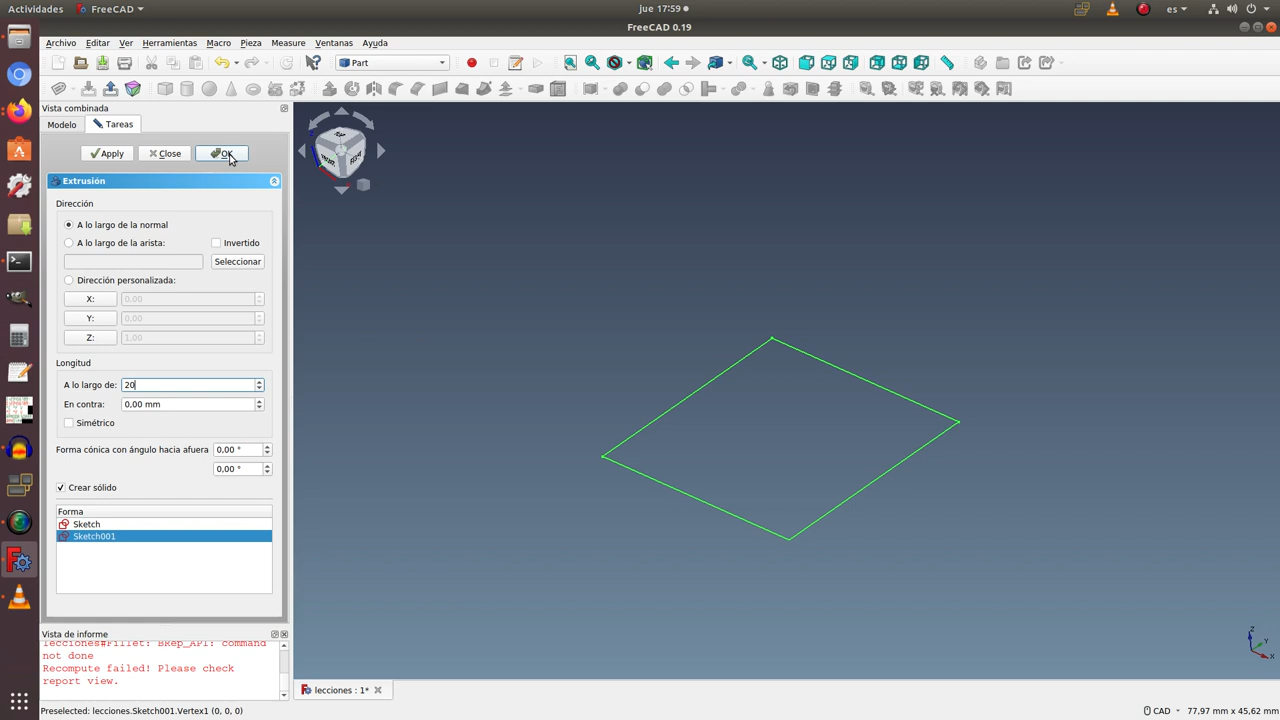 Actividades
FreeCAD
jue 17:59
es
FreeCAD 0.19
Archivo
Editar
Ver
Herramientas
Macro
Pieza
Measure
Ventanas
Ayuda
Part
Vista combinada
Modelo
Tareas
Apply
Close
OK
Extrusión
Dirección
A lo largo de la normal
A lo largo de la arista:
Invertido
Seleccionar
Dirección personalizada:
X: 0.00
Y: 0.00
Z: 1.00
Longitud
A lo largo de: 20
En contra: 0,00 mm
Simétrico
Forma cónica con ángulo hacia afuera 0,00 °
0,00 °
Crear sólido
Forma
Sketch
Sketch001
Vista de informe
lecciones#Fillet: BRep_API: command
not done
Recompute failed! Please check
report view.
lecciones : 1*
Preselected: lecciones.Sketch001.Vertex1 (0, 0, 0)
CAD
77,97 mm x 45,62 mm
Z
Y
X